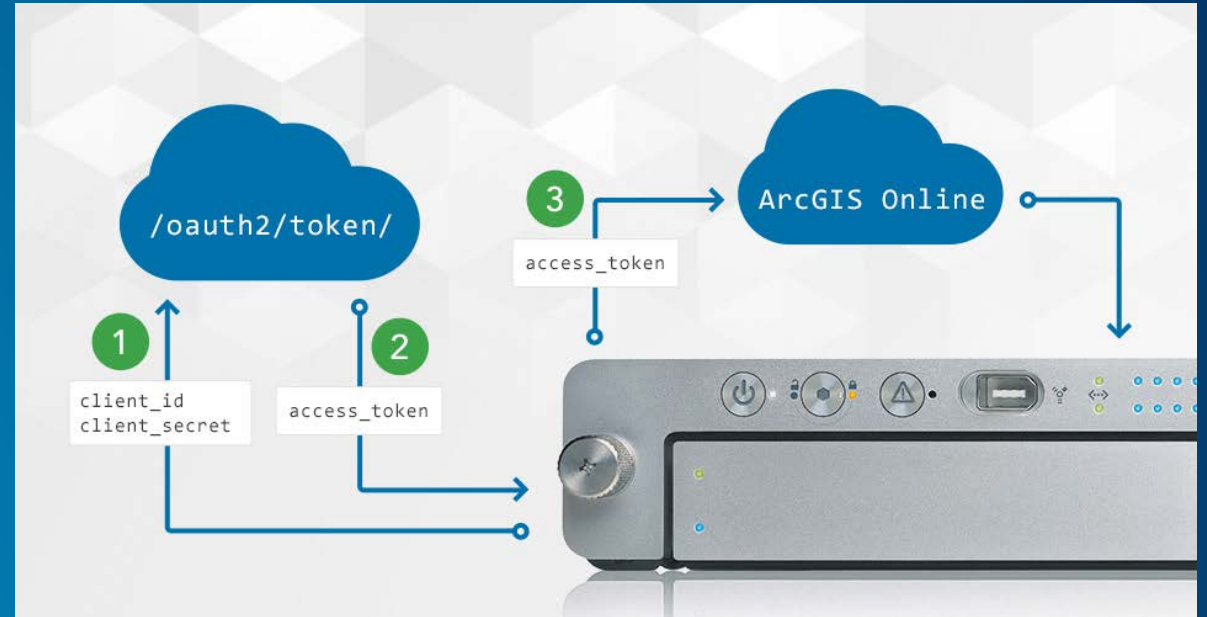 /oauth2/token/
1
client_id
client_secret
2
access_token
3
access_token
ArcGIS Online